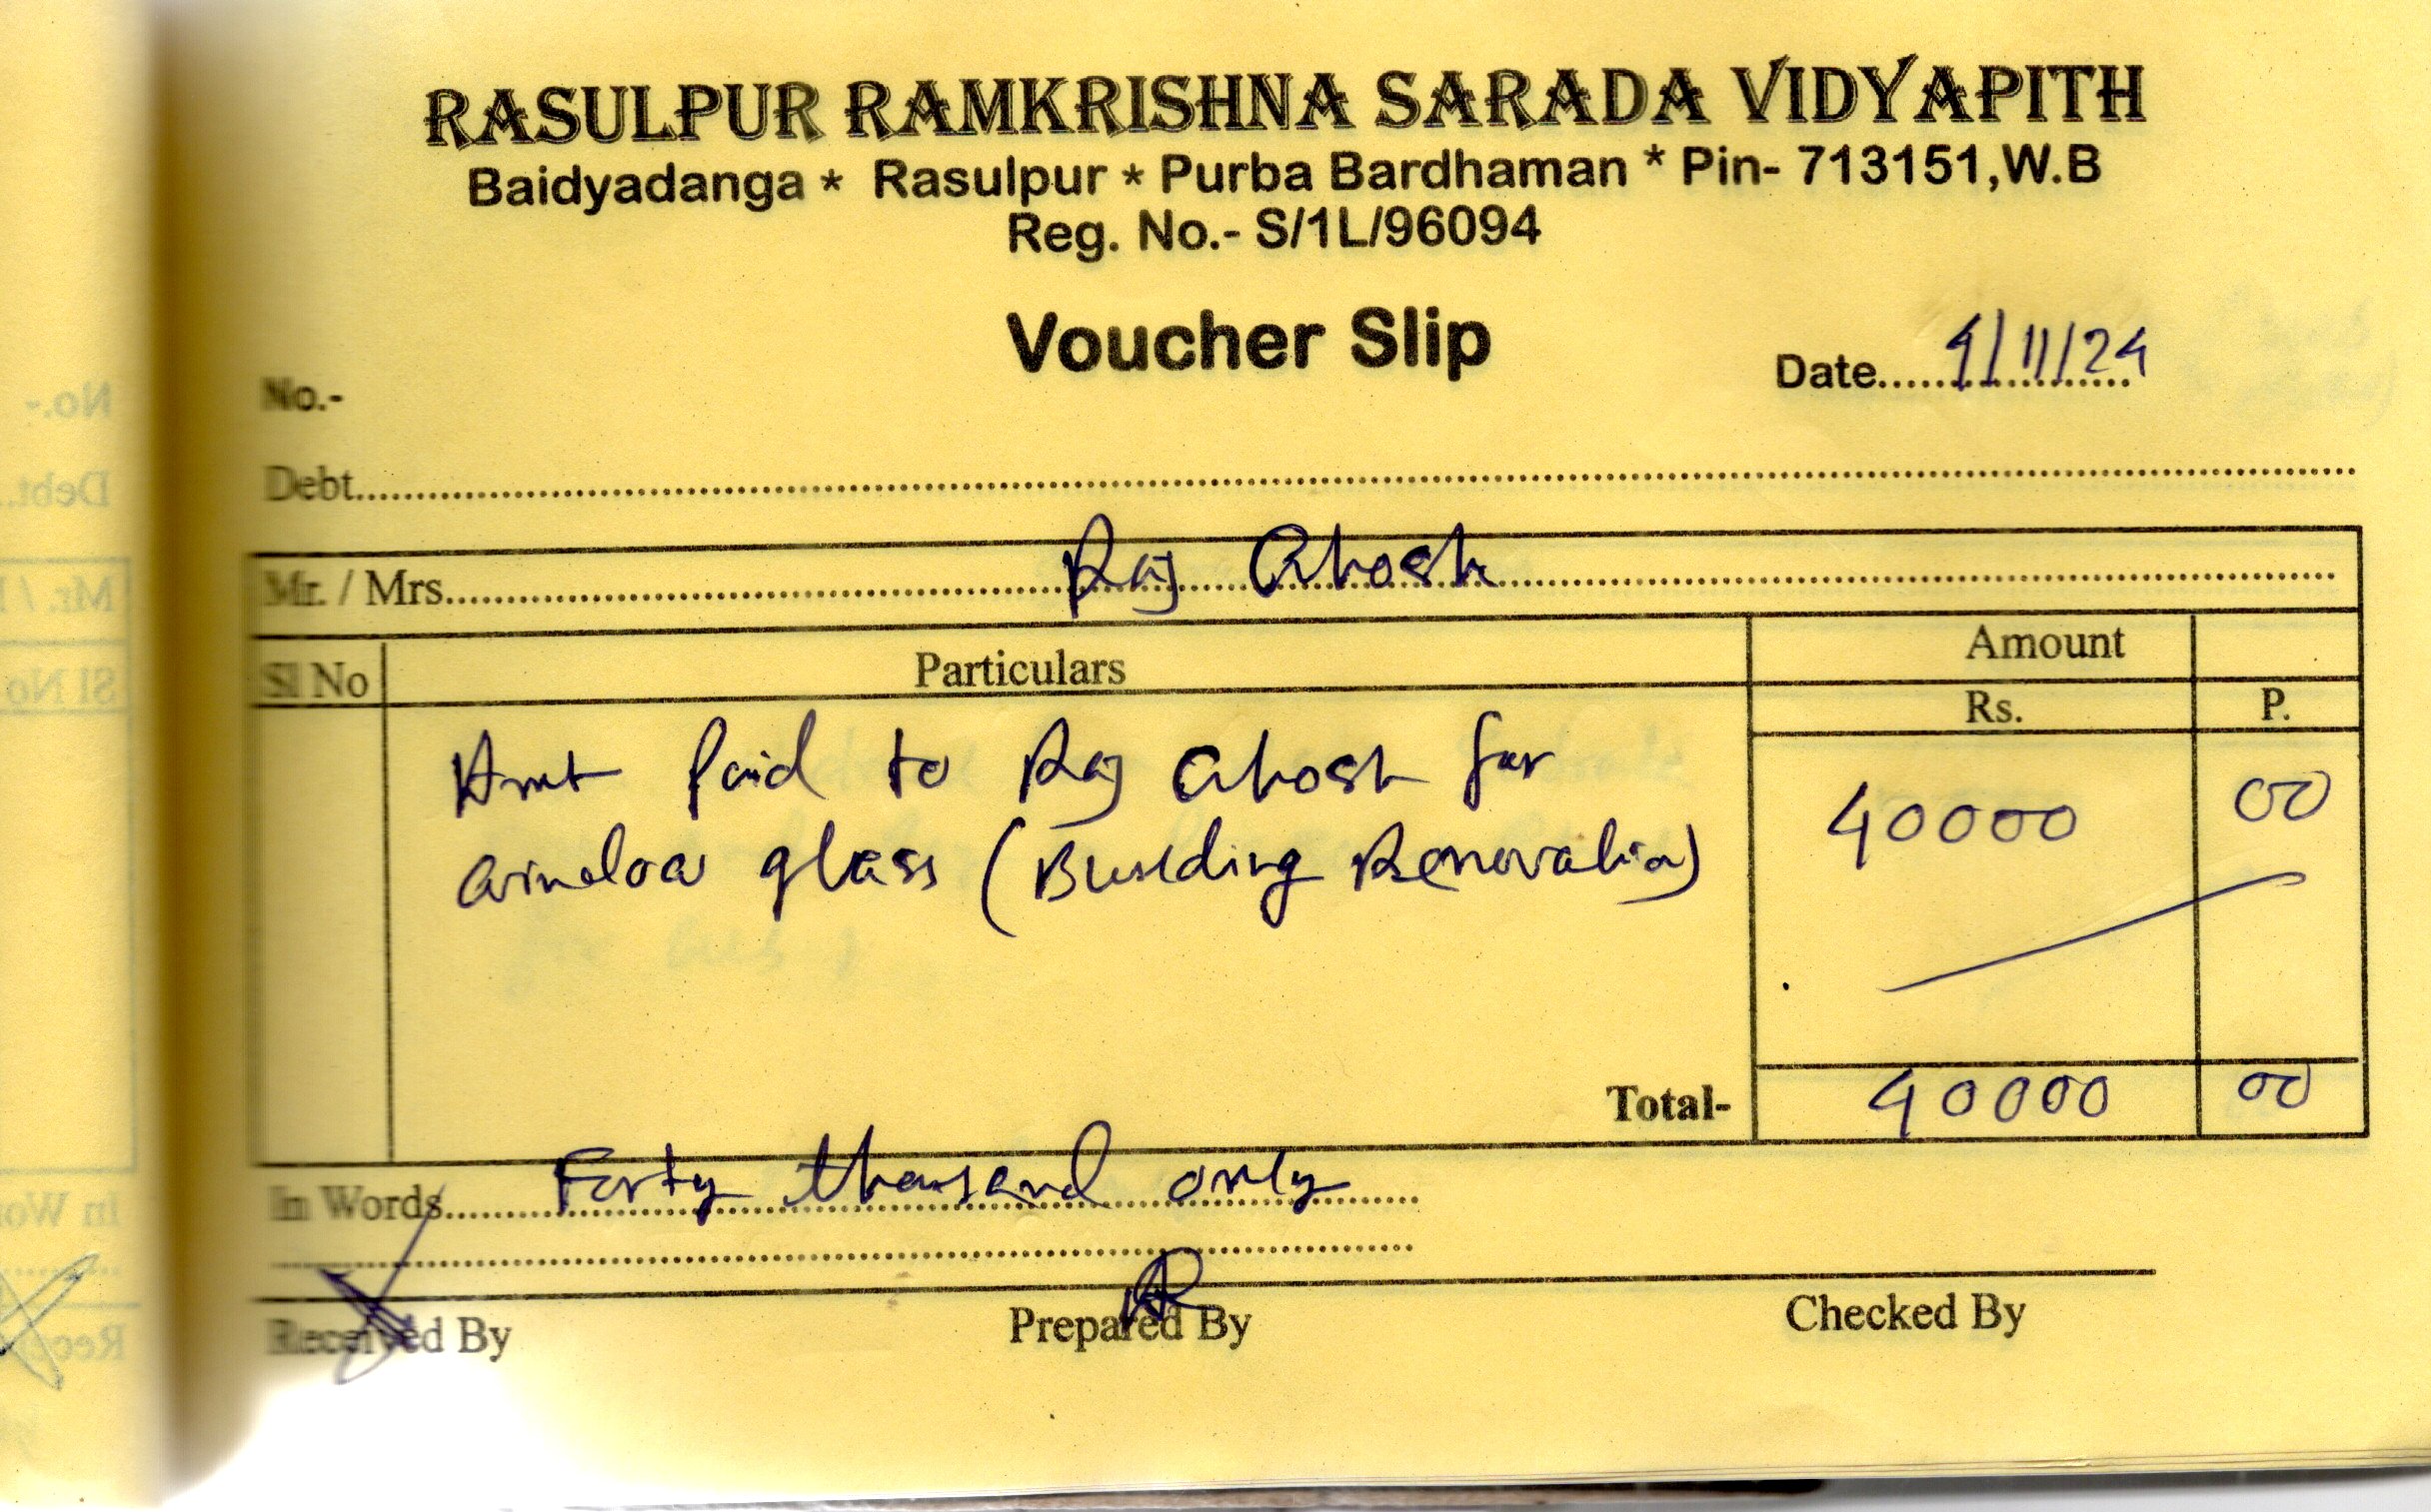 RASULPUR RAMKRISHNA SARADA VIDYAPITH
Baidyadanga * Rasulpur * Purba Bardhaman * Pin- 713151,W.B
Reg. No.- S/1L/96094
Voucher Slip
No.-
Date 4/11/24
Debt
Mr. / Mrs. Raj Ghosh
Sl No Particulars Amount
Rs. P.
Amt Paid to Raj Ghosh for 40000 00
window glass (Building Renovation)
Total- 40000 00
In Words Forty thousand only
Received By Prepared By Checked By